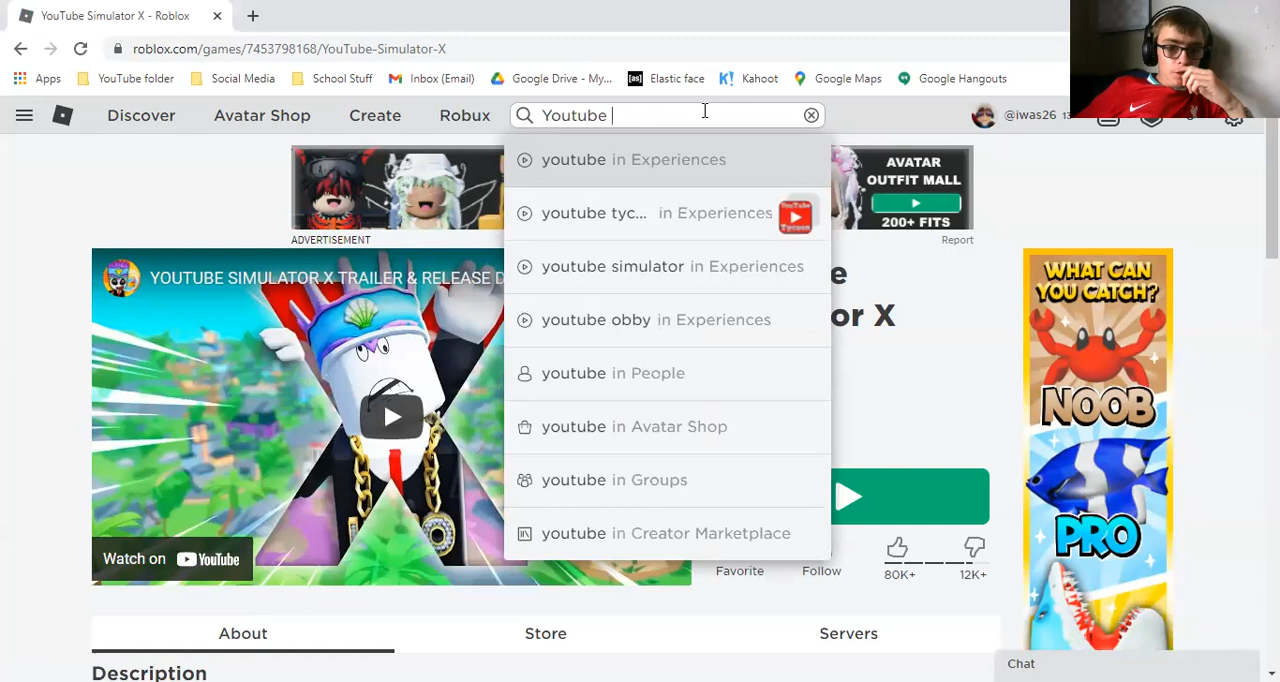 YouTube Simulator X - Roblox
roblox.com/games/7453798168/YouTube-Simulator-X
Apps
YouTube folder
Social Media
School Stuff
Inbox (Email)
Google Drive - My...
[as]
Elastic face
K!
Kahoot
Google Maps
Google Hangouts
Discover
Avatar Shop
Create
Robux
Youtube
@iwas26
youtube in Experiences
youtube tyc... in Experiences
YouTube
Tycoon
youtube simulator in Experiences
youtube obby in Experiences
youtube in People
youtube in Avatar Shop
youtube in Groups
youtube in Creator Marketplace
AVATAR
OUTFIT MALL
200+ FITS
ADVERTISEMENT
Report
YOUTUBE SIMULATOR X TRAILER & RELEASE D
e
or X
Watch on YouTube
Favorite
Follow
80K+
12K+
WHAT CAN
YOU CATCH?
NOOB
PRO
About
Store
Servers
Description
Chat